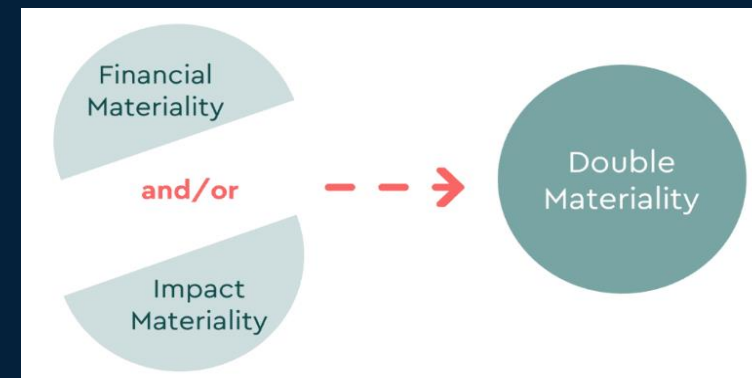 Financial
Materiality
and/or
Impact
Materiality
Double
Materiality